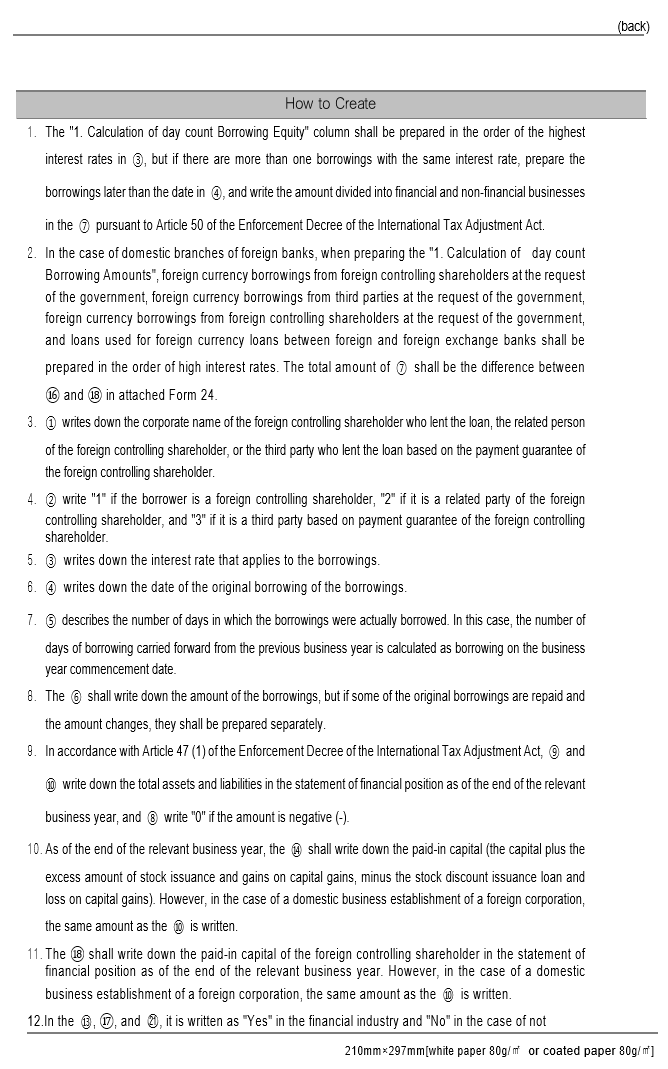 (back)
How to Create
1. The "1. Calculation of day count Borrowing Equity" column shall be prepared in the order of the highest
interest rates in ③, but if there are more than one borrowings with the same interest rate, prepare the
borrowings later than the date in ④, and write the amount divided into financial and non-financial businesses
in the ⑦ pursuant to Article 50 of the Enforcement Decree of the International Tax Adjustment Act.
2. In the case of domestic branches of foreign banks, when preparing the "1. Calculation of day count
Borrowing Amounts", foreign currency borrowings from foreign controlling shareholders at the request
of the government, foreign currency borrowings from third parties at the request of the government,
foreign currency borrowings from foreign controlling shareholders at the request of the government,
and loans used for foreign currency loans between foreign and foreign exchange banks shall be
prepared in the order of high interest rates. The total amount of ⑦ shall be the difference between
⑯ and ⑱ in attached Form 24.
3. ① writes down the corporate name of the foreign controlling shareholder who lent the loan, the related person
of the foreign controlling shareholder, or the third party who lent the loan based on the payment guarantee of
the foreign controlling shareholder.
4. ② write "1" if the borrower is a foreign controlling shareholder, "2" if it is a related party of the foreign
controlling shareholder, and "3" if it is a third party based on payment guarantee of the foreign controlling
shareholder.
5. ③ writes down the interest rate that applies to the borrowings.
6. ④ writes down the date of the original borrowing of the borrowings.
7. ⑤ describes the number of days in which the borrowings were actually borrowed. In this case, the number of
days of borrowing carried forward from the previous business year is calculated as borrowing on the business
year commencement date.
8. The ⑥ shall write down the amount of the borrowings, but if some of the original borrowings are repaid and
the amount changes, they shall be prepared separately.
9. In accordance with Article 47 (1) of the Enforcement Decree of the International Tax Adjustment Act, ⑨ and
⑩ write down the total assets and liabilities in the statement of financial position as of the end of the relevant
business year, and ⑧ write "0" if the amount is negative (-).
10. As of the end of the relevant business year, the ⑭ shall write down the paid-in capital (the capital plus the
excess amount of stock issuance and gains on capital gains, minus the stock discount issuance loan and
loss on capital gains). However, in the case of a domestic business establishment of a foreign corporation,
the same amount as the ⑩ is written.
11. The ⑱ shall write down the paid-in capital of the foreign controlling shareholder in the statement of
financial position as of the end of the relevant business year. However, in the case of a domestic
business establishment of a foreign corporation, the same amount as the ⑩ is written.
12.In the ⑬, ⑰, and ㉑, it is written as "Yes" in the financial industry and "No" in the case of not
210mm×297mm[white paper 80g/㎡ or coated paper 80g/㎡]